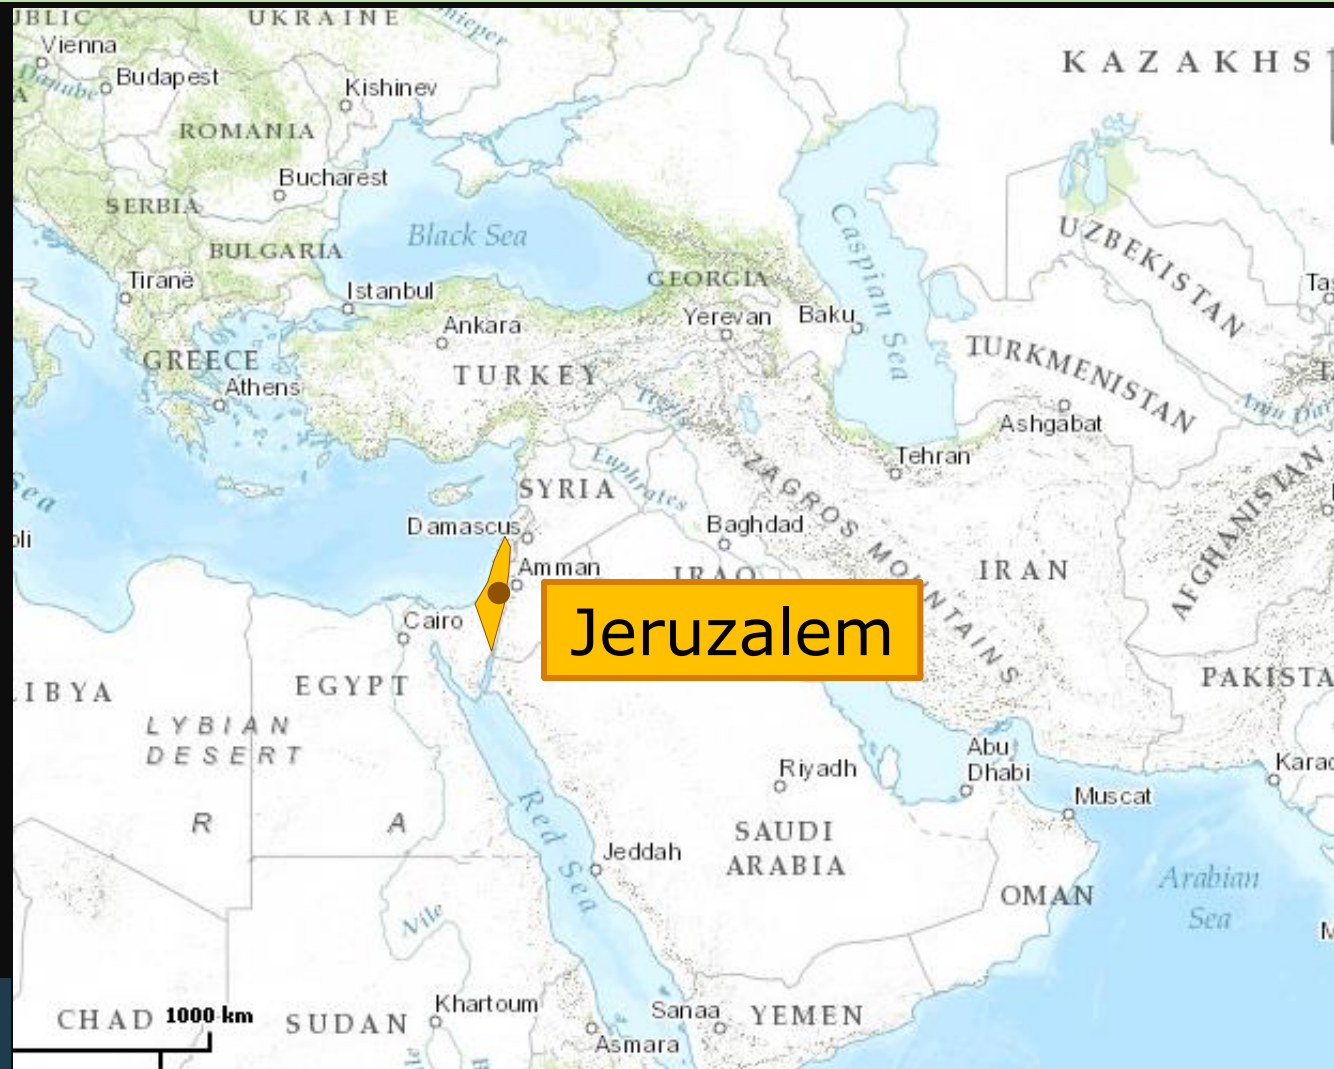 UKRAINE
Vienna
Budapest
Danube
Kishinev
KAZAKHS
ROMANIA
Bucharest
SERBIA
BULGARIA
Black Sea
Caspian Sea
UZBEKISTAN
Tiranë
Istanbul
GEORGIA
Ankara
Yerevan
Baku
GREECE
Athens
TURKEY
TURKMENISTAN
Ashgabat
Tehran
SYRIA
Euphrates
ZAGROS MOUNTAINS
AFGHANISTAN
Damascus
Baghdad
Amman
IRAQ
IRAN
Jeruzalem
Cairo
EGYPT
IBYA
LYBIAN
DESERT
PAKISTA
Riyadh
Abu
Dhabi
Muscat
Karac
R A
Red Sea
Jeddah
SAUDI
ARABIA
OMAN
Arabian
Sea
Nile
CHAD
1000 km
SUDAN
Khartoum
Sanaa
YEMEN
Asmara